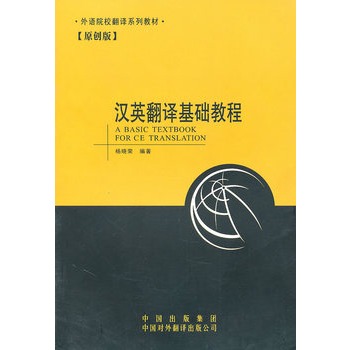 ·外语院校翻译系列教材·
【原创版】
汉英翻译基础教程
A BASIC TEXTBOOK
FOR CE TRANSLATION
杨晓荣 编著
中国出版集团
中国对外翻译出版公司